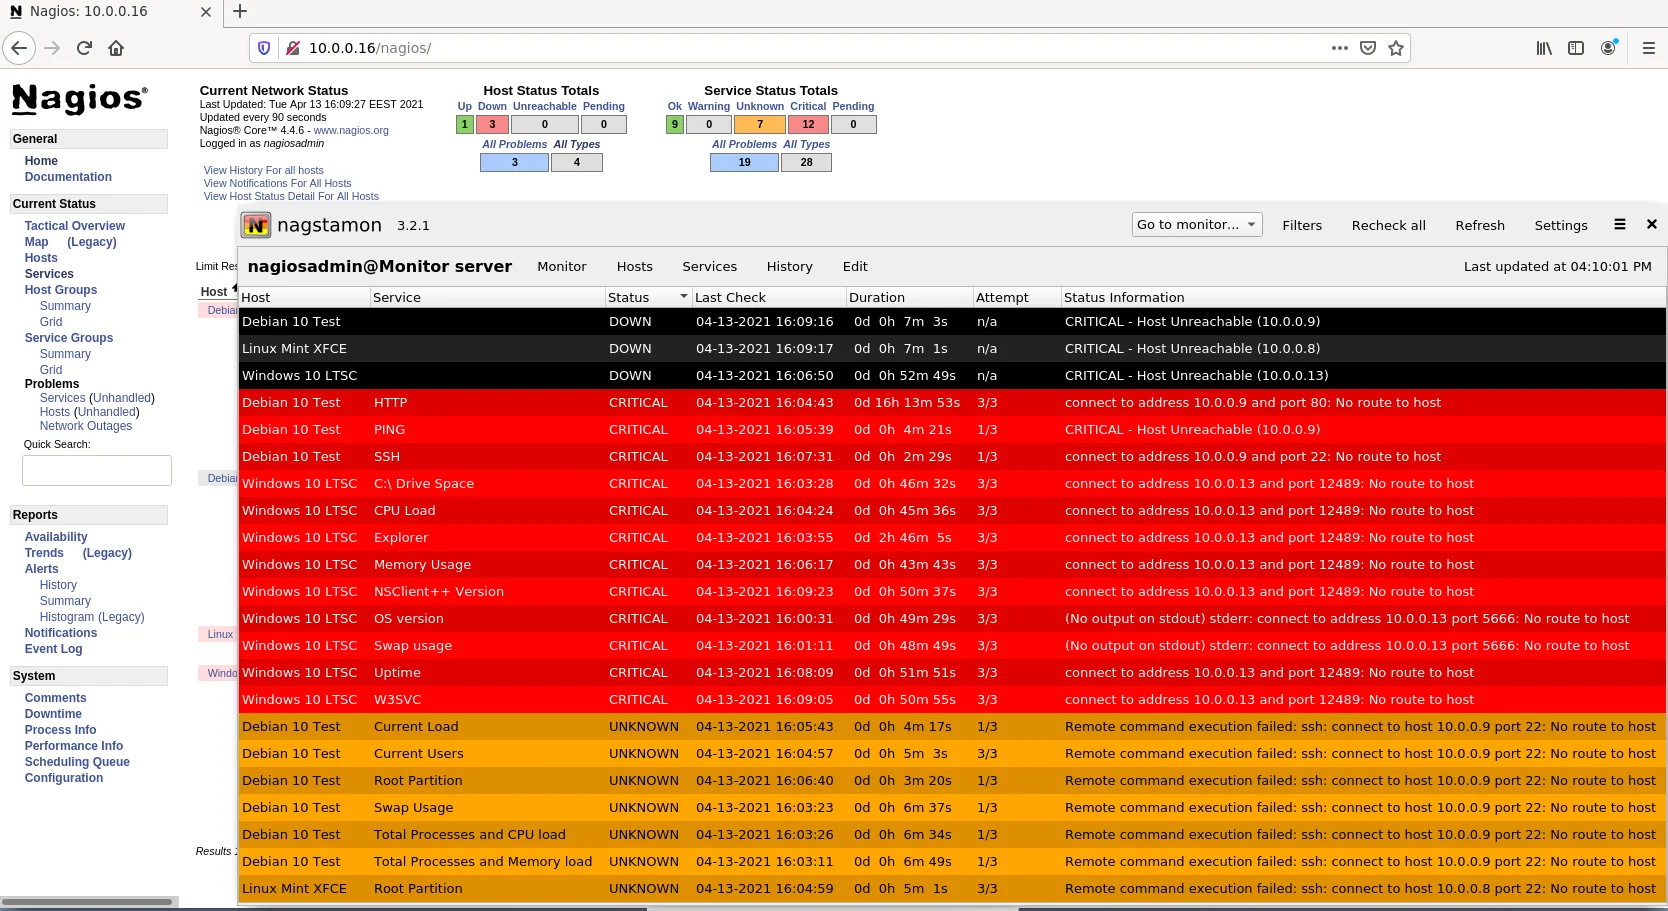 Nagios: 10.0.0.16
10.0.0.16/nagios/
Nagios®
General
Home
Documentation
Current Status
Tactical Overview
Map (Legacy)
Hosts
Services
Host Groups
Summary
Grid
Service Groups
Summary
Grid
Problems
Services (Unhandled)
Hosts (Unhandled)
Network Outages
Quick Search:
Reports
Availability
Trends (Legacy)
Alerts
History
Summary
Histogram (Legacy)
Notifications
Event Log
System
Comments
Downtime
Process Info
Performance Info
Scheduling Queue
Configuration
Current Network Status
Last Updated: Tue Apr 13 16:09:27 EEST 2021
Updated every 90 seconds
Nagios® Core™ 4.4.6 - www.nagios.org
Logged in as nagiosadmin
View History For all hosts
View Notifications For All Hosts
View Host Status Detail For All Hosts
Host Status Totals
Up Down Unreachable Pending
1 3 0 0
All Problems All Types
3 4
Service Status Totals
Ok Warning Unknown Critical Pending
9 0 7 12 0
All Problems All Types
19 28
Limit Res
Host
Debian
Debian
Linux
Windo
Results
nagstamon 3.2.1 Go to monitor... Filters Recheck all Refresh Settings
nagiosadmin@Monitor server Monitor Hosts Services History Edit Last updated at 04:10:01 PM
Host Service Status Last Check Duration Attempt Status Information
Debian 10 Test DOWN 04-13-2021 16:09:16 0d 0h 7m 3s n/a CRITICAL - Host Unreachable (10.0.0.9)
Linux Mint XFCE DOWN 04-13-2021 16:09:17 0d 0h 7m 1s n/a CRITICAL - Host Unreachable (10.0.0.8)
Windows 10 LTSC DOWN 04-13-2021 16:06:50 0d 0h 52m 49s n/a CRITICAL - Host Unreachable (10.0.0.13)
Debian 10 Test HTTP CRITICAL 04-13-2021 16:04:43 0d 16h 13m 53s 3/3 connect to address 10.0.0.9 and port 80: No route to host
Debian 10 Test PING CRITICAL 04-13-2021 16:05:39 0d 0h 4m 21s 1/3 CRITICAL - Host Unreachable (10.0.0.9)
Debian 10 Test SSH CRITICAL 04-13-2021 16:07:31 0d 0h 2m 29s 1/3 connect to address 10.0.0.9 and port 22: No route to host
Windows 10 LTSC C:\ Drive Space CRITICAL 04-13-2021 16:03:28 0d 0h 46m 32s 3/3 connect to address 10.0.0.13 and port 12489: No route to host
Windows 10 LTSC CPU Load CRITICAL 04-13-2021 16:04:24 0d 0h 45m 36s 3/3 connect to address 10.0.0.13 and port 12489: No route to host
Windows 10 LTSC Explorer CRITICAL 04-13-2021 16:03:55 0d 2h 46m 5s 3/3 connect to address 10.0.0.13 and port 12489: No route to host
Windows 10 LTSC Memory Usage CRITICAL 04-13-2021 16:06:17 0d 0h 43m 43s 3/3 connect to address 10.0.0.13 and port 12489: No route to host
Windows 10 LTSC NSClient++ Version CRITICAL 04-13-2021 16:09:23 0d 0h 50m 37s 3/3 connect to address 10.0.0.13 and port 12489: No route to host
Windows 10 LTSC OS version CRITICAL 04-13-2021 16:00:31 0d 0h 49m 29s 3/3 (No output on stdout) stderr: connect to address 10.0.0.13 port 5666: No route to host
Windows 10 LTSC Swap usage CRITICAL 04-13-2021 16:01:11 0d 0h 48m 49s 3/3 (No output on stdout) stderr: connect to address 10.0.0.13 port 5666: No route to host
Windows 10 LTSC Uptime CRITICAL 04-13-2021 16:08:09 0d 0h 51m 51s 3/3 connect to address 10.0.0.13 and port 12489: No route to host
Windows 10 LTSC W3SVC CRITICAL 04-13-2021 16:09:05 0d 0h 50m 55s 3/3 connect to address 10.0.0.13 and port 12489: No route to host
Debian 10 Test Current Load UNKNOWN 04-13-2021 16:05:43 0d 0h 4m 17s 1/3 Remote command execution failed: ssh: connect to host 10.0.0.9 port 22: No route to host
Debian 10 Test Current Users UNKNOWN 04-13-2021 16:04:57 0d 0h 5m 3s 3/3 Remote command execution failed: ssh: connect to host 10.0.0.9 port 22: No route to host
Debian 10 Test Root Partition UNKNOWN 04-13-2021 16:06:40 0d 0h 3m 20s 1/3 Remote command execution failed: ssh: connect to host 10.0.0.9 port 22: No route to host
Debian 10 Test Swap Usage UNKNOWN 04-13-2021 16:03:23 0d 0h 6m 37s 1/3 Remote command execution failed: ssh: connect to host 10.0.0.9 port 22: No route to host
Debian 10 Test Total Processes and CPU load UNKNOWN 04-13-2021 16:03:26 0d 0h 6m 34s 1/3 Remote command execution failed: ssh: connect to host 10.0.0.9 port 22: No route to host
Debian 10 Test Total Processes and Memory load UNKNOWN 04-13-2021 16:03:11 0d 0h 6m 49s 1/3 Remote command execution failed: ssh: connect to host 10.0.0.9 port 22: No route to host
Linux Mint XFCE Root Partition UNKNOWN 04-13-2021 16:04:59 0d 0h 5m 1s 3/3 Remote command execution failed: ssh: connect to host 10.0.0.8 port 22: No route to host